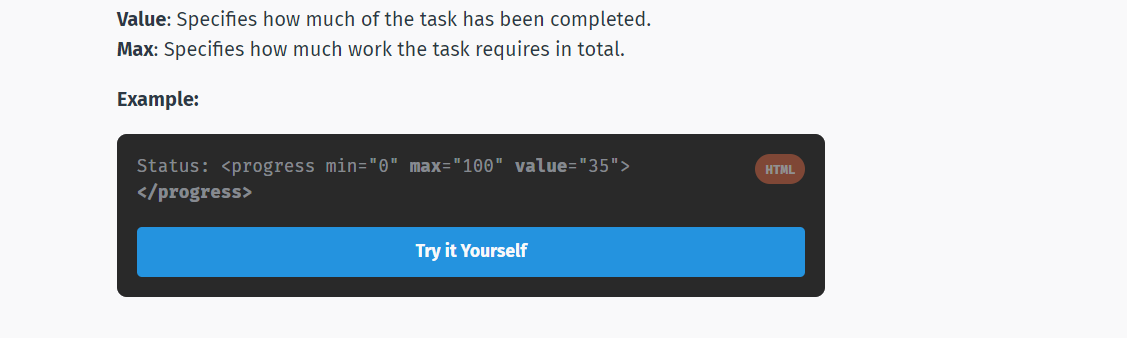 Value: Specifies how much of the task has been completed.
Max: Specifies how much work the task requires in total.
Example:
Status: <progress min="0" max="100" value="35">
</progress>
HTML
Try it Yourself